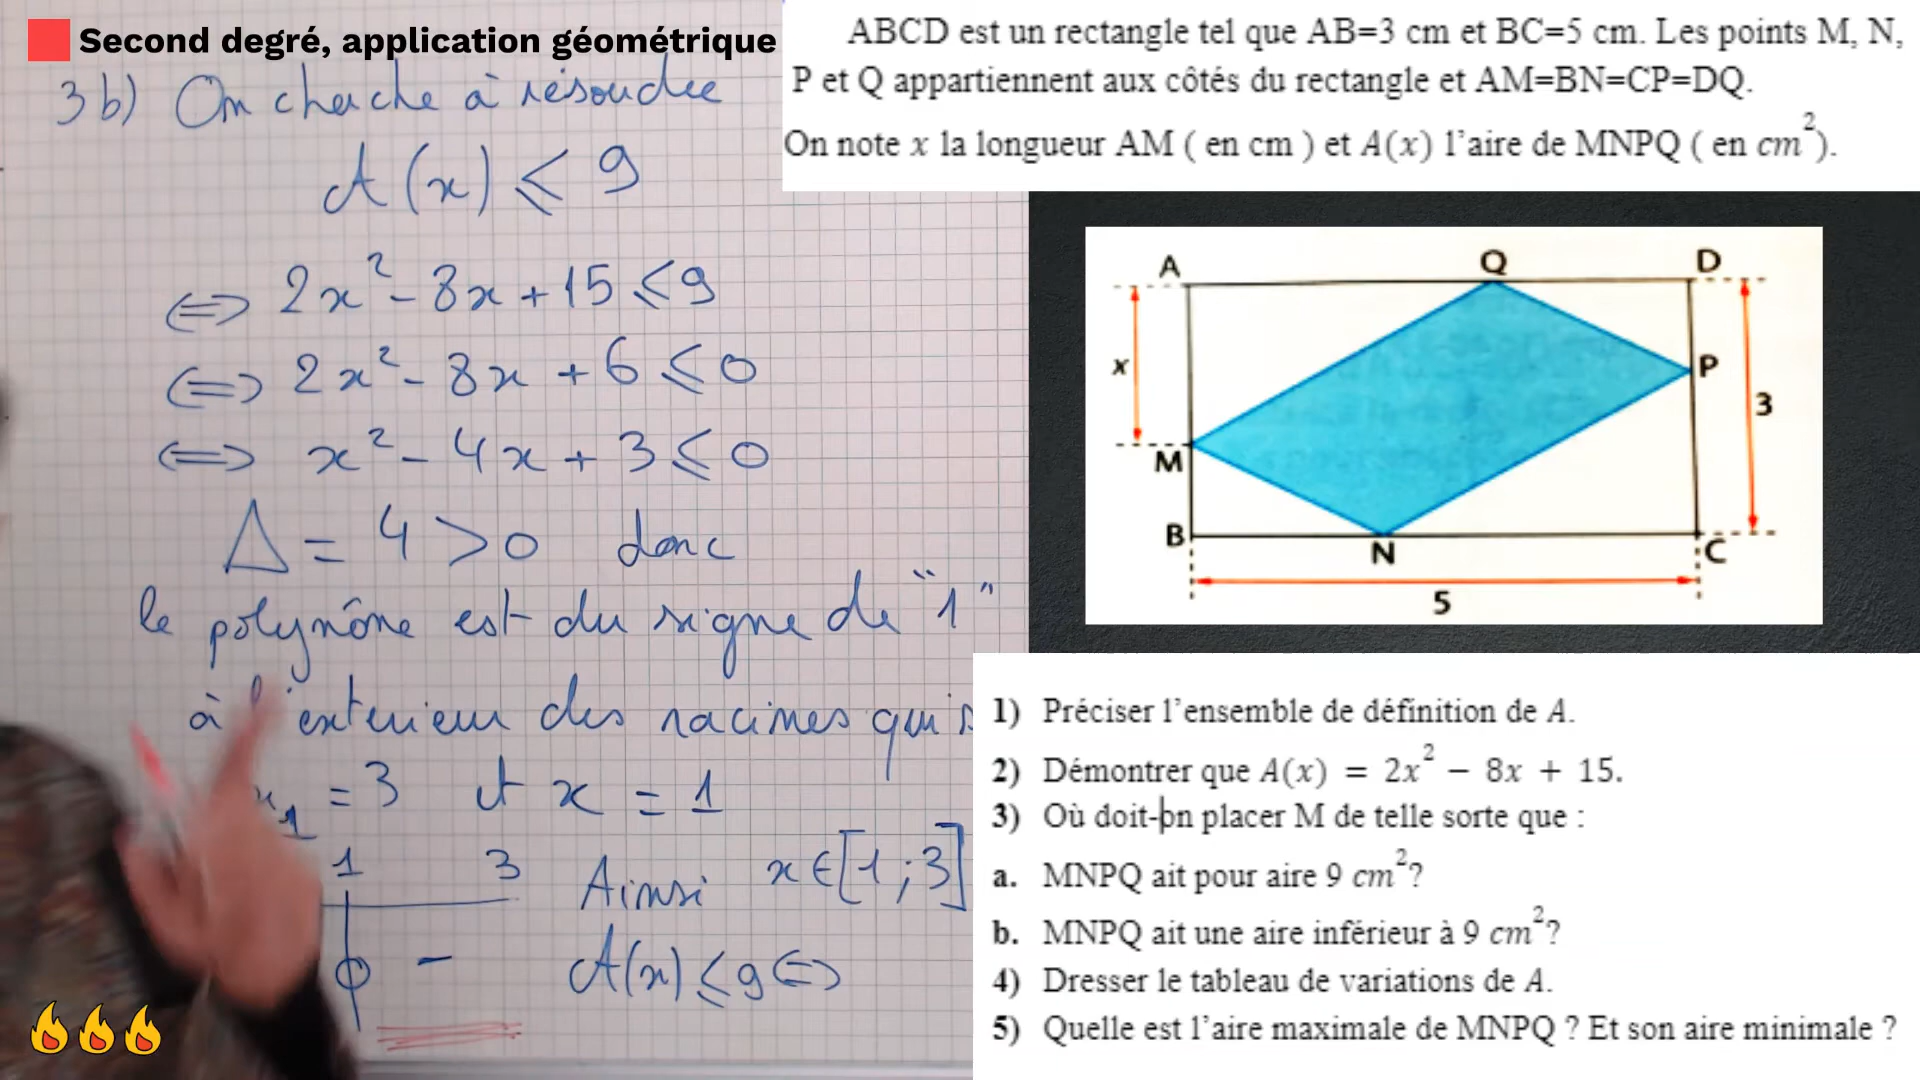 Second degré, application géométrique
3b) On cherche à résoudre
A(x) ⩽ 9
⟺ 2x² - 8x + 15 ⩽ 9
⟺ 2x² - 8x + 6 ⩽ 0
⟺ x² - 4x + 3 ⩽ 0
Δ = 4 > 0 donc
le polynôme est du signe de "1"
à l'exterieur des racines qui s
x₁ = 3 et x = 1
1 3 Ainsi x ∈ [1 ; 3]
φ - A(x) ⩽ 9 ⟺
ABCD est un rectangle tel que AB=3 cm et BC=5 cm. Les points M, N,
P et Q appartiennent aux côtés du rectangle et AM=BN=CP=DQ.
On note x la longueur AM ( en cm ) et A(x) l’aire de MNPQ ( en cm²).
A Q D
x
P
3
M
B N C
5
1) Préciser l’ensemble de définition de A.
2) Démontrer que A(x) = 2x² − 8x + 15.
3) Où doit-on placer M de telle sorte que :
a. MNPQ ait pour aire 9 cm²?
b. MNPQ ait une aire inférieur à 9 cm²?
4) Dresser le tableau de variations de A.
5) Quelle est l’aire maximale de MNPQ ? Et son aire minimale ?